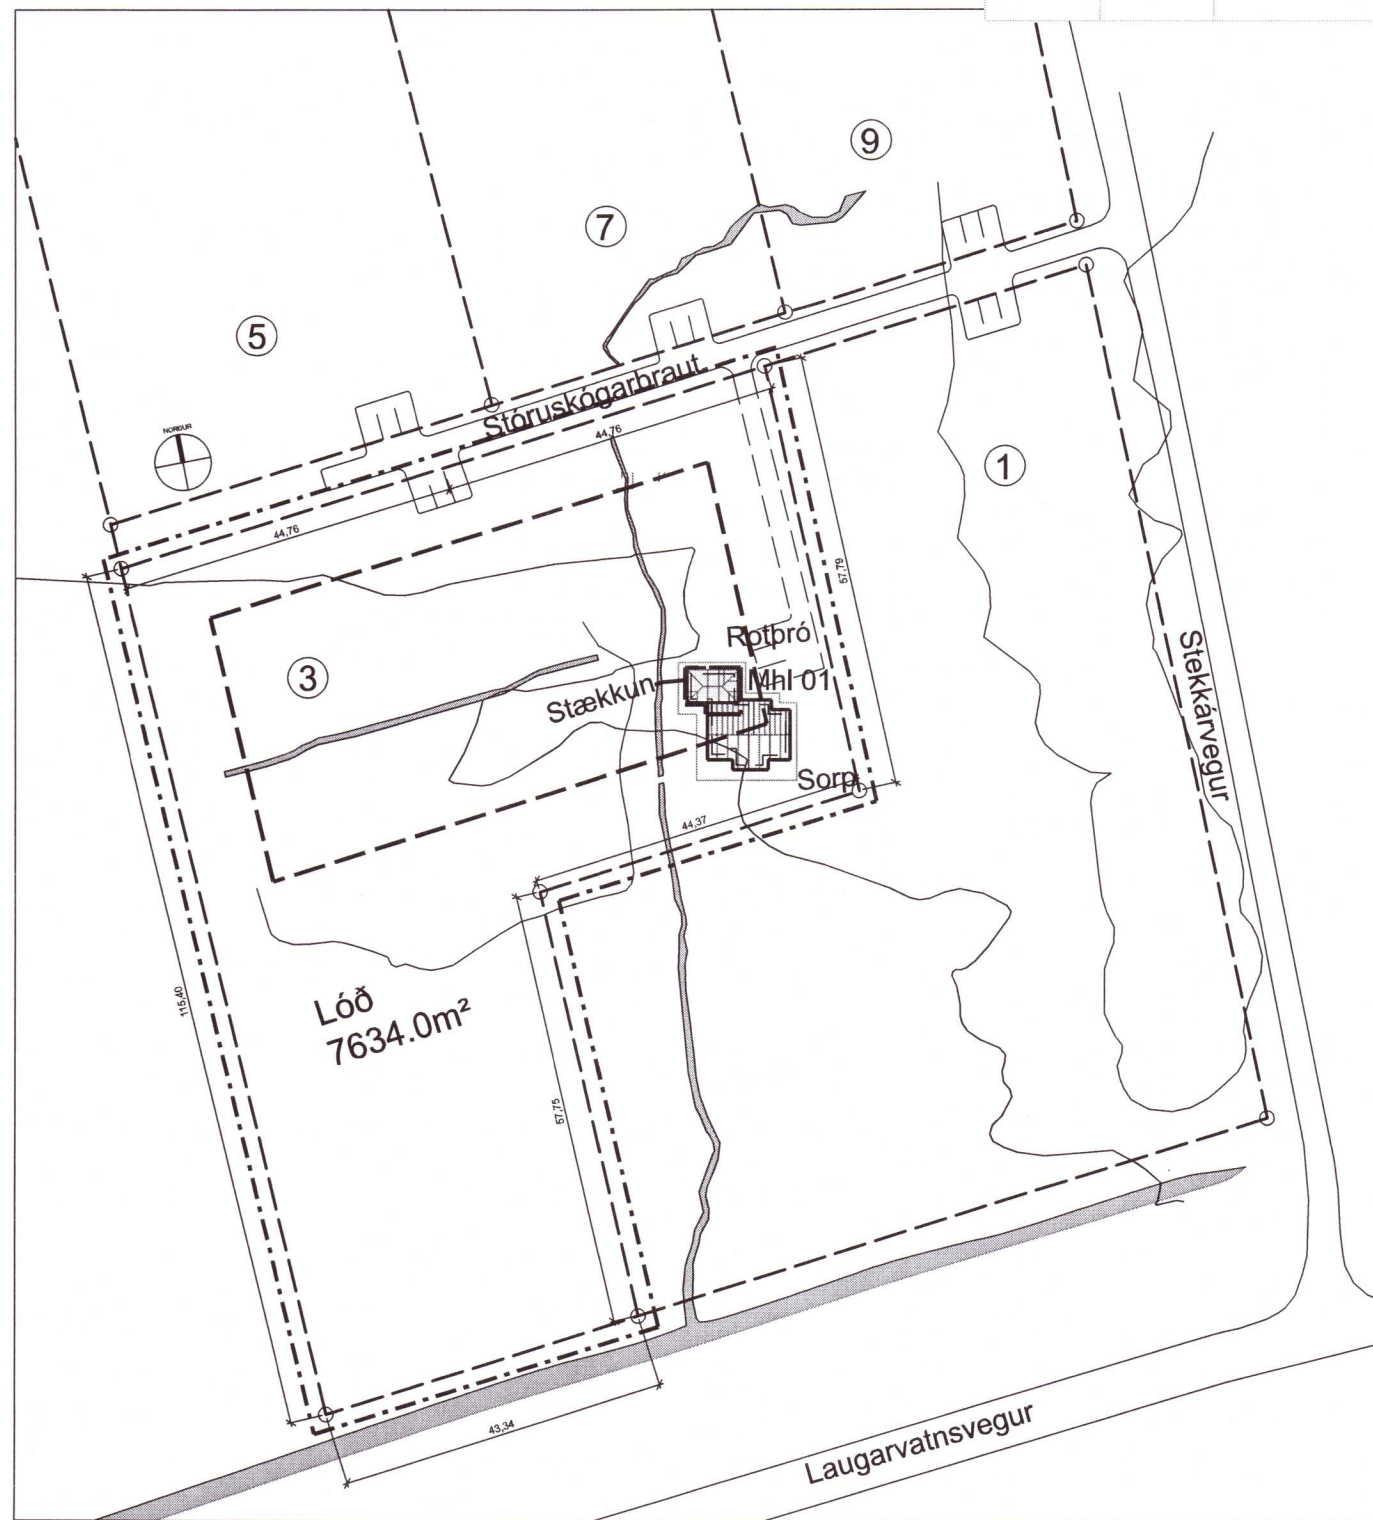 9
7
5
NORÐUR
Stóruskógarbraut
44,76
44,76
1
57,79
Rotþró
3
Mhl 01
Stækkun
Stekkárvegur
Sorp
44,37
115,40
Lóð
7634.0m²
57,75
43,34
Laugarvatnsvegur